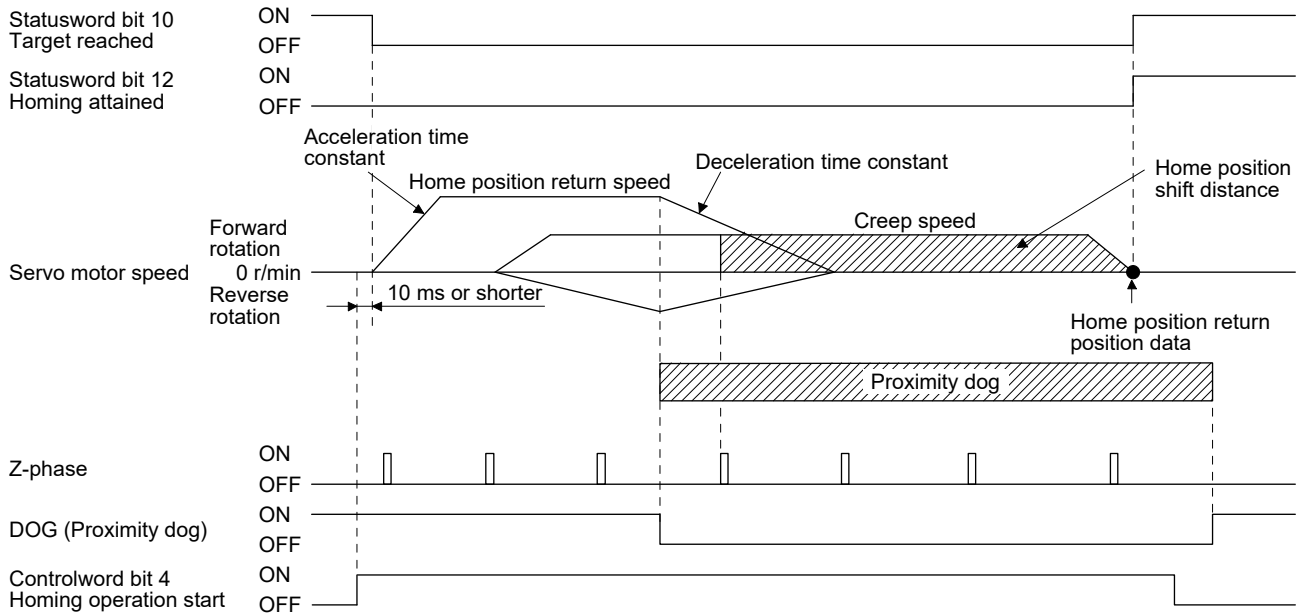 Statusword bit 10
Target reached
ON
OFF
Statusword bit 12
Homing attained
ON
OFF
Acceleration time
constant
Home position return speed
Deceleration time constant
Home position
shift distance
Creep speed
Forward
rotation
Servo motor speed
0 r/min
Reverse
rotation
10 ms or shorter
Home position return
position data
Proximity dog
Z-phase
ON
OFF
DOG (Proximity dog)
ON
OFF
Controlword bit 4
Homing operation start
ON
OFF